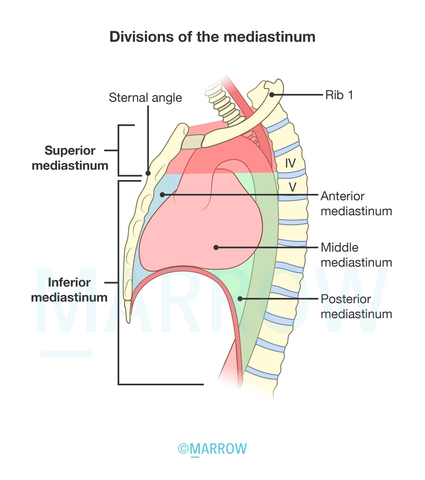 Divisions of the mediastinum
Sternal angle
Rib 1
Superior
mediastinum
IV
V
Anterior
mediastinum
Middle
mediastinum
Inferior
mediastinum
Posterior
mediastinum
MARROW
©MARROW